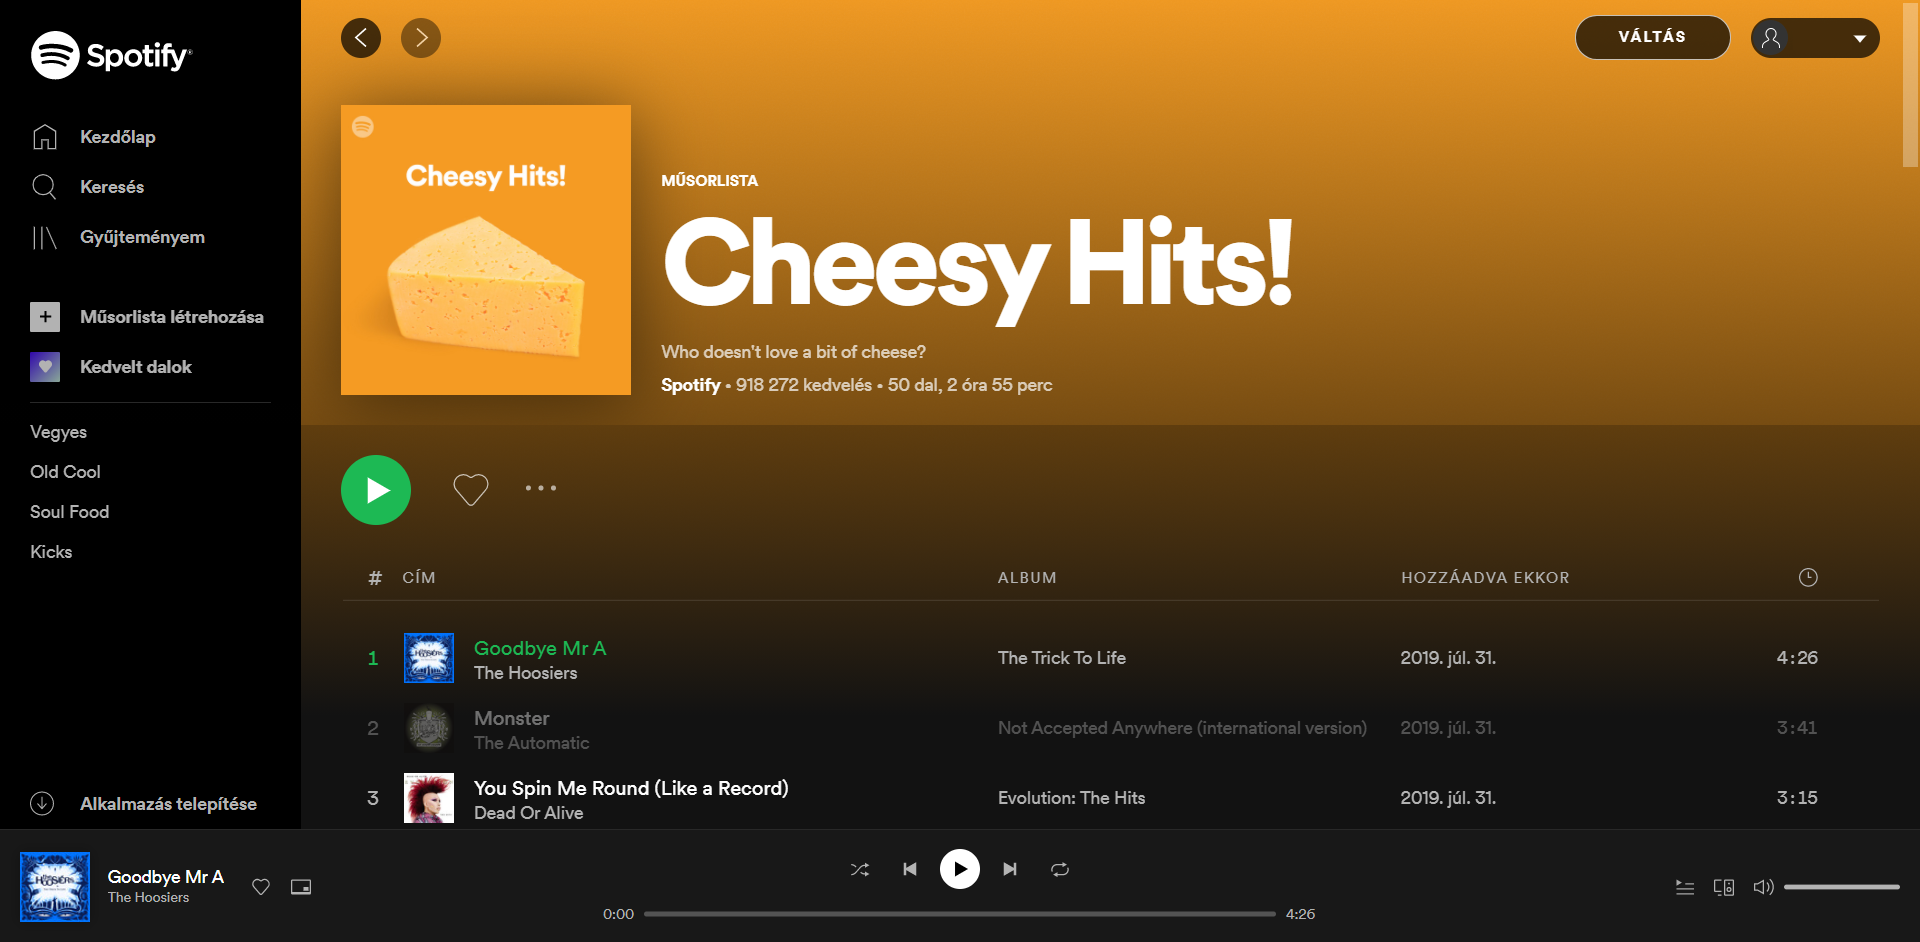 Spotify
Kezdőlap
Keresés
Gyűjteményem
Műsorlista létrehozása
Kedvelt dalok
Vegyes
Old Cool
Soul Food
Kicks
Alkalmazás telepítése
VÁLTÁS
Cheesy Hits!
MŰSORLISTA
Cheesy Hits!
Who doesn't love a bit of cheese?
Spotify • 918 272 kedvelés • 50 dal, 2 óra 55 perc
# CÍM ALBUM HOZZÁADVA EKKOR
1 Goodbye Mr A The Trick To Life 2019. júl. 31. 4:26
The Hoosiers
2 Monster Not Accepted Anywhere (international version) 2019. júl. 31. 3:41
The Automatic
3 You Spin Me Round (Like a Record) Evolution: The Hits 2019. júl. 31. 3:15
Dead Or Alive
Goodbye Mr A
The Hoosiers
0:00 4:26